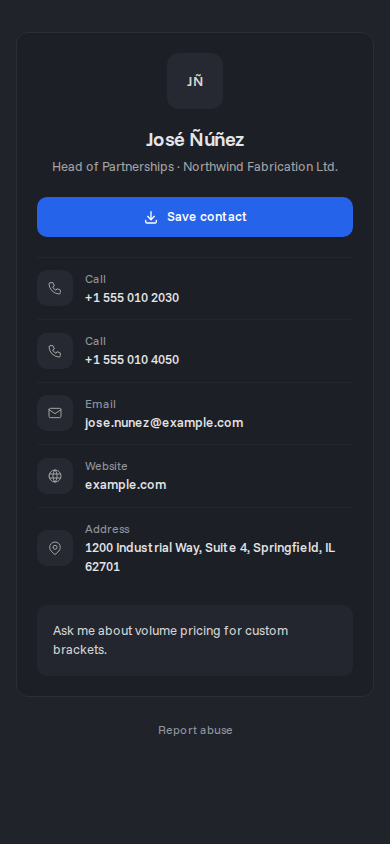 JÑ
José Ñúñez
Head of Partnerships · Northwind Fabrication Ltd.
Save contact
Call
+1 555 010 2030
Call
+1 555 010 4050
Email
jose.nunez@example.com
Website
example.com
Address
1200 Industrial Way, Suite 4, Springfield, IL
62701
Ask me about volume pricing for custom
brackets.
Report abuse